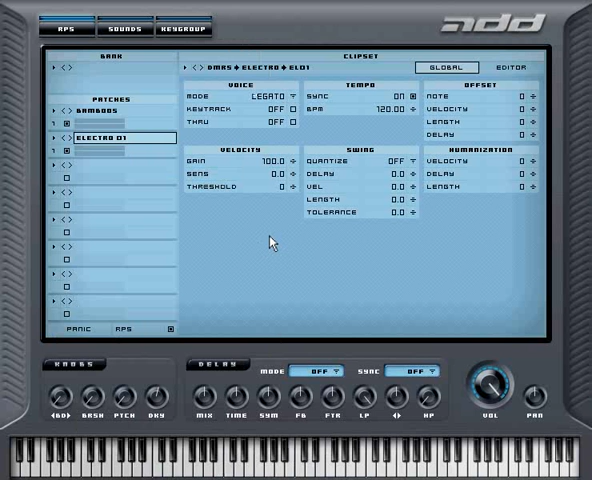 RPS SOUNDS KEYGROUP
add
BANK CLIPSET
DMRS ELECTRO EL01 GLOBAL EDITOR
VOICE TEMPO OFFSET
MODE LEGATO SYNC ON NOTE 0
KEYTRACK OFF BPM 120.00 VELOCITY 0
THRU OFF LENGTH 0
DELAY 0
PATCHES
BAMBOOS
1
ELECTRO 01
1
VELOCITY SWING HUMANIZATION
GAIN 100.0 QUANTIZE OFF VELOCITY 0
SENS 0.0 DELAY 0.0 DELAY 0
THRESHOLD 0 VEL 0.0 LENGTH 0
LENGTH 0.0
TOLERANCE 0.0
PANIC RPS
KNOBS DELAY MODE OFF SYNC OFF
BRSH PTCH DKY MIX TIME SYM FB FTR LP HP VOL PAN